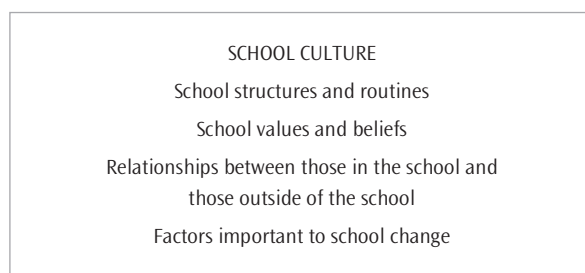 SCHOOL CULTURE
School structures and routines
School values and beliefs
Relationships between those in the school and
those outside of the school
Factors important to school change